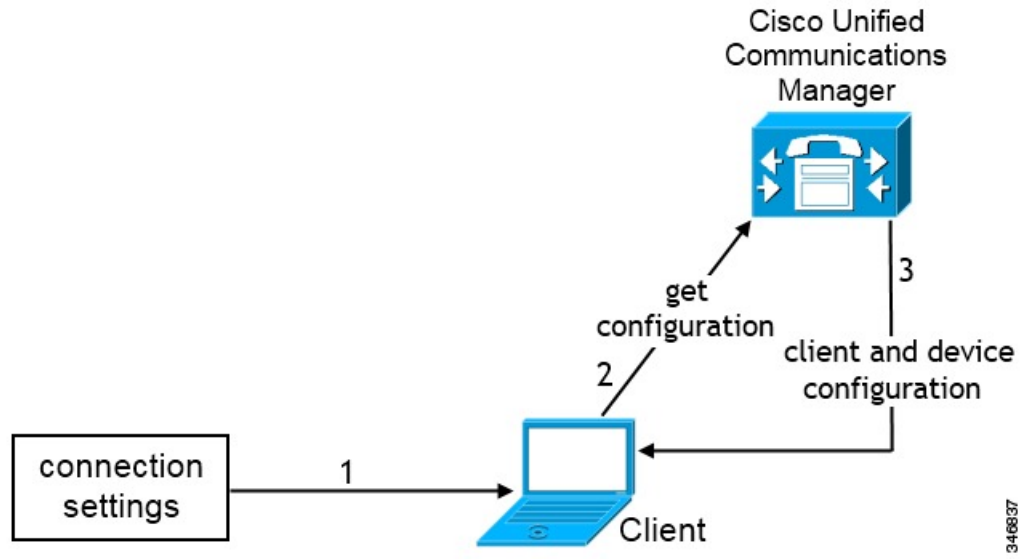 Cisco Unified
Communications
Manager
3
get
configuration
client and device
configuration
2
connection
settings
1
Client
346837